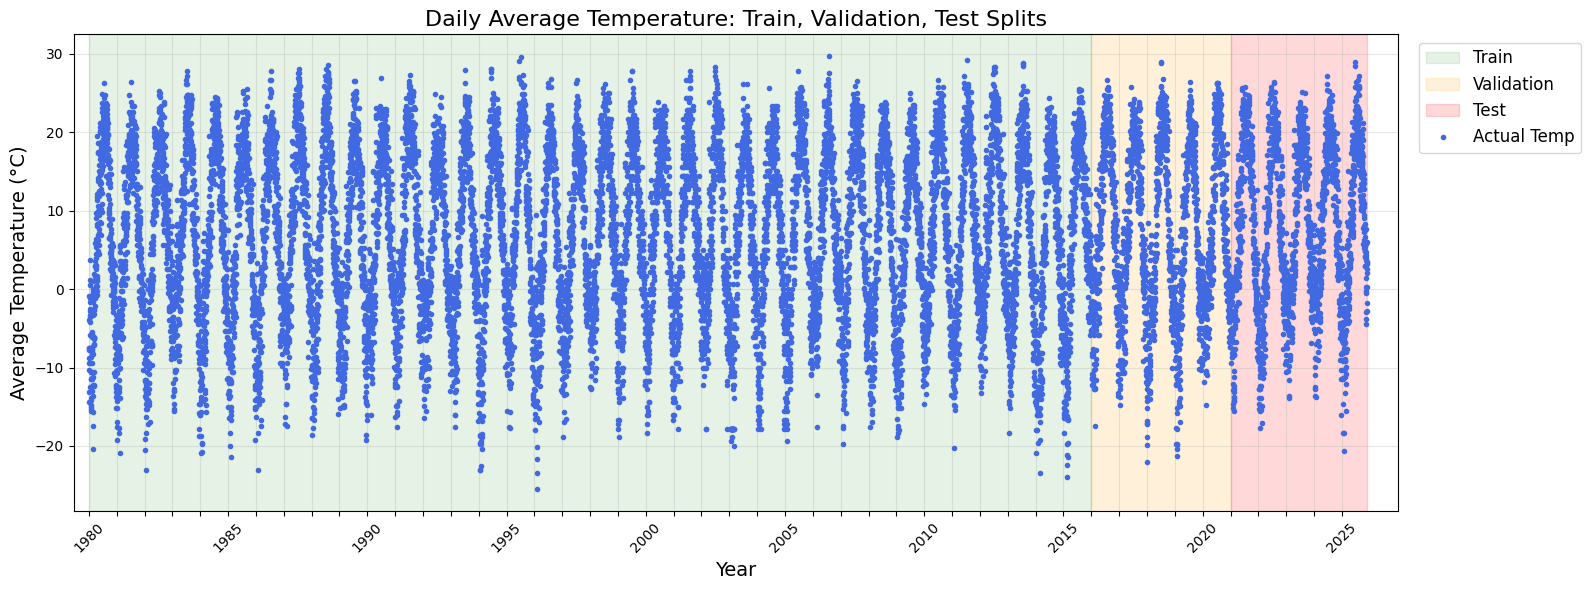 Daily Average Temperature: Train, Validation, Test Splits
Average Temperature (°C)
30
20
10
0
−10
−20
1980
1985
1990
1995
2000
2005
2010
2015
2020
2025
Year
Train
Validation
Test
Actual Temp